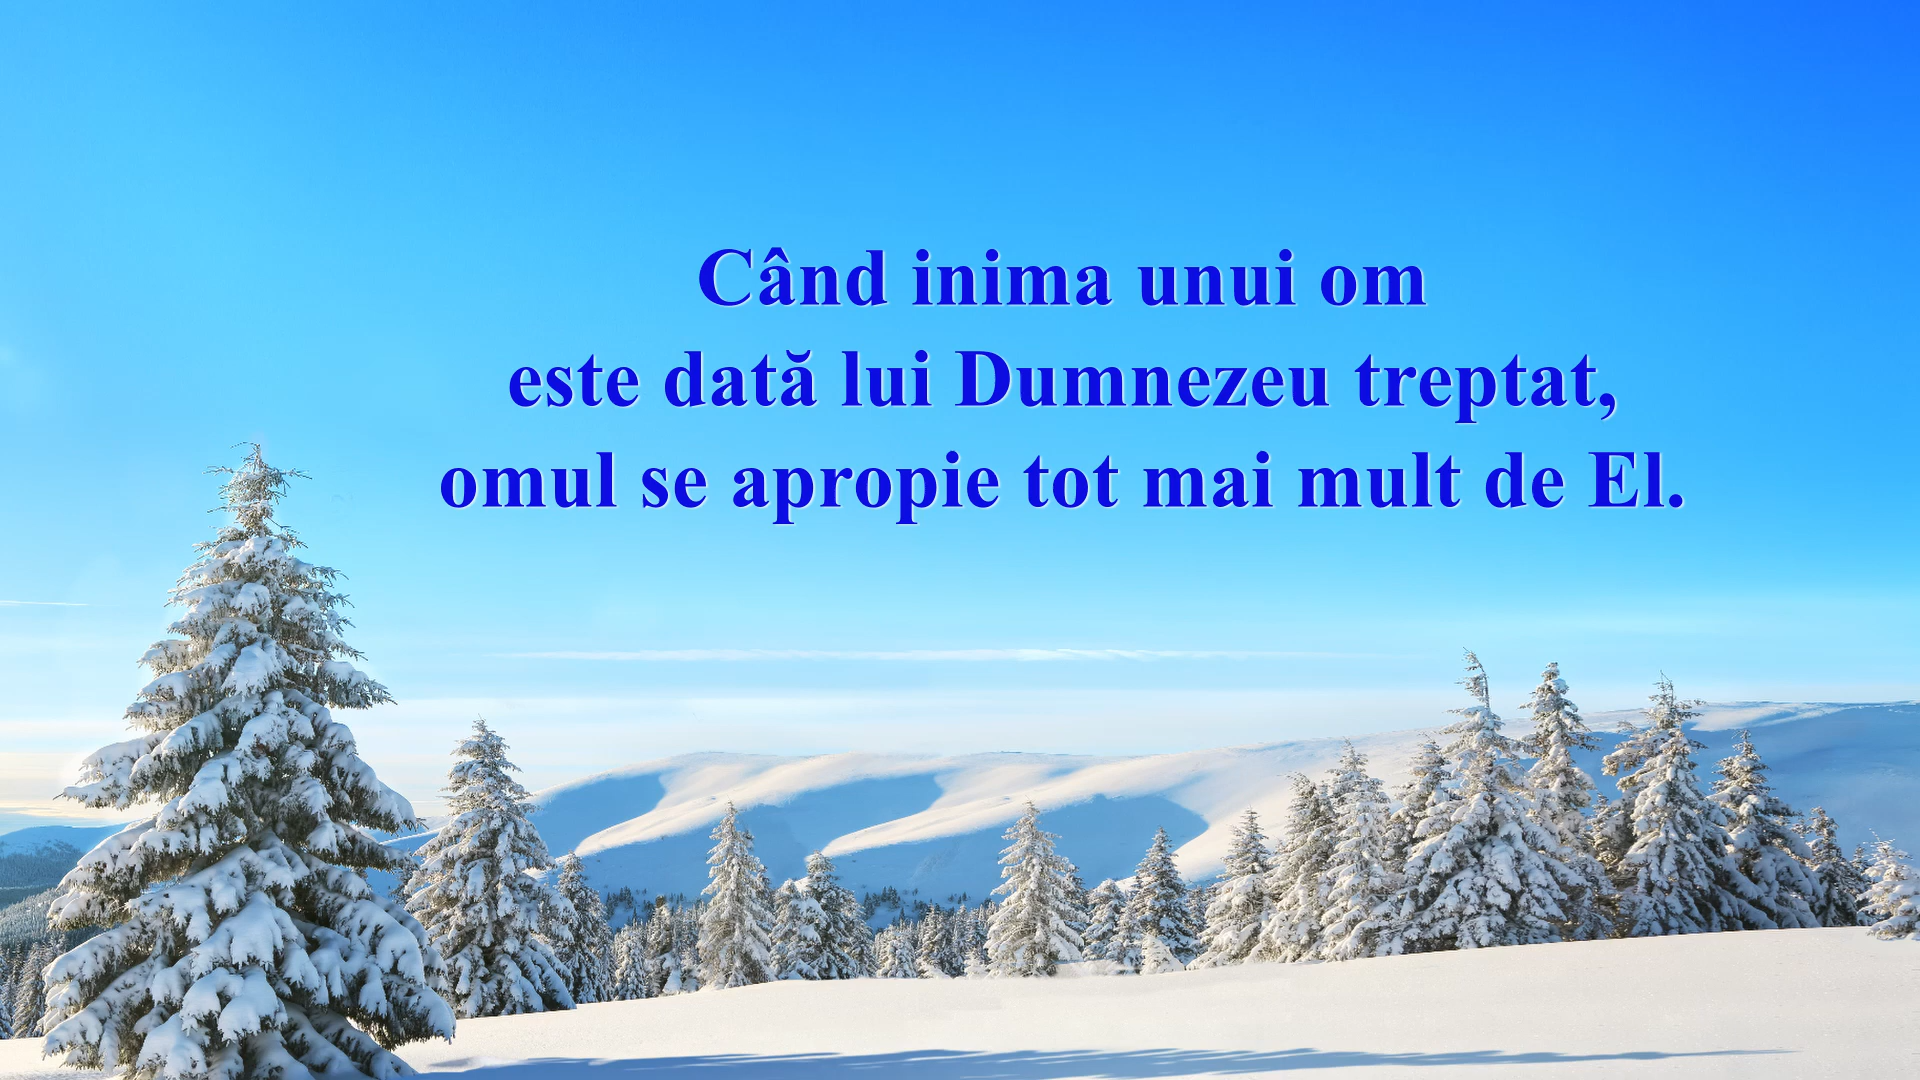 Când inima unui om
este dată lui Dumnezeu treptat,
omul se apropie tot mai mult de El.